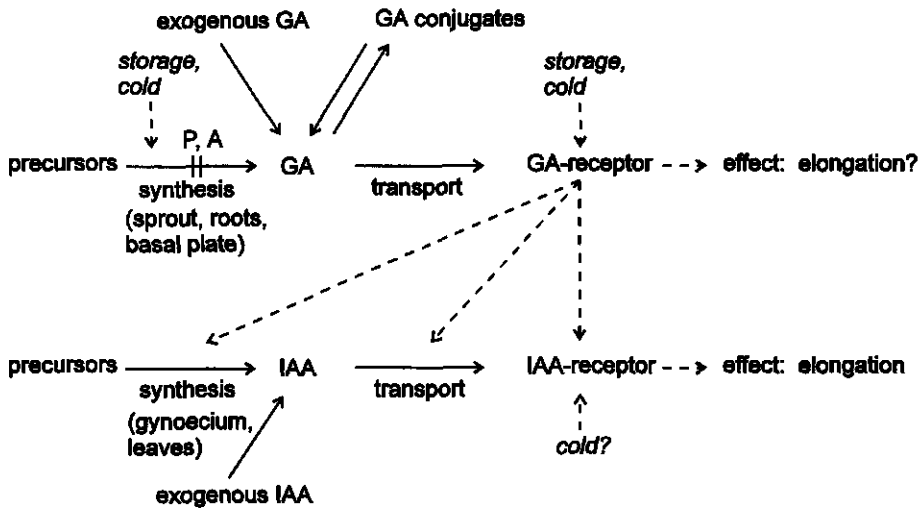 exogenous GA
GA conjugates
storage,
cold
storage,
cold
P, A
precursors
GA
GA-receptor
effect: elongation?
synthesis
transport
(sprout, roots,
basal plate)
precursors
IAA
IAA-receptor
effect: elongation
synthesis
transport
(gynoecium,
leaves)
cold?
exogenous IAA